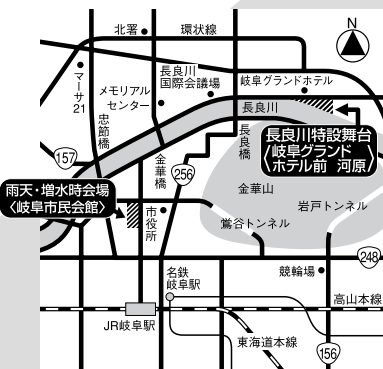 N
北署
環状線
マーサ
21
メモリアル
センター
長良川
国際会議場
岐阜グランドホテル
忠節橋
長良川
長良橋
長良川特設舞台
〈岐阜グランド
ホテル前 河原〉
157
金華橋
256
金華山
雨天・増水時会場
〈岐阜市民会館〉
市役所
岩戸トンネル
鶯谷トンネル
248
名鉄
岐阜駅
競輪場
高山本線
JR岐阜駅
東海道本線
156